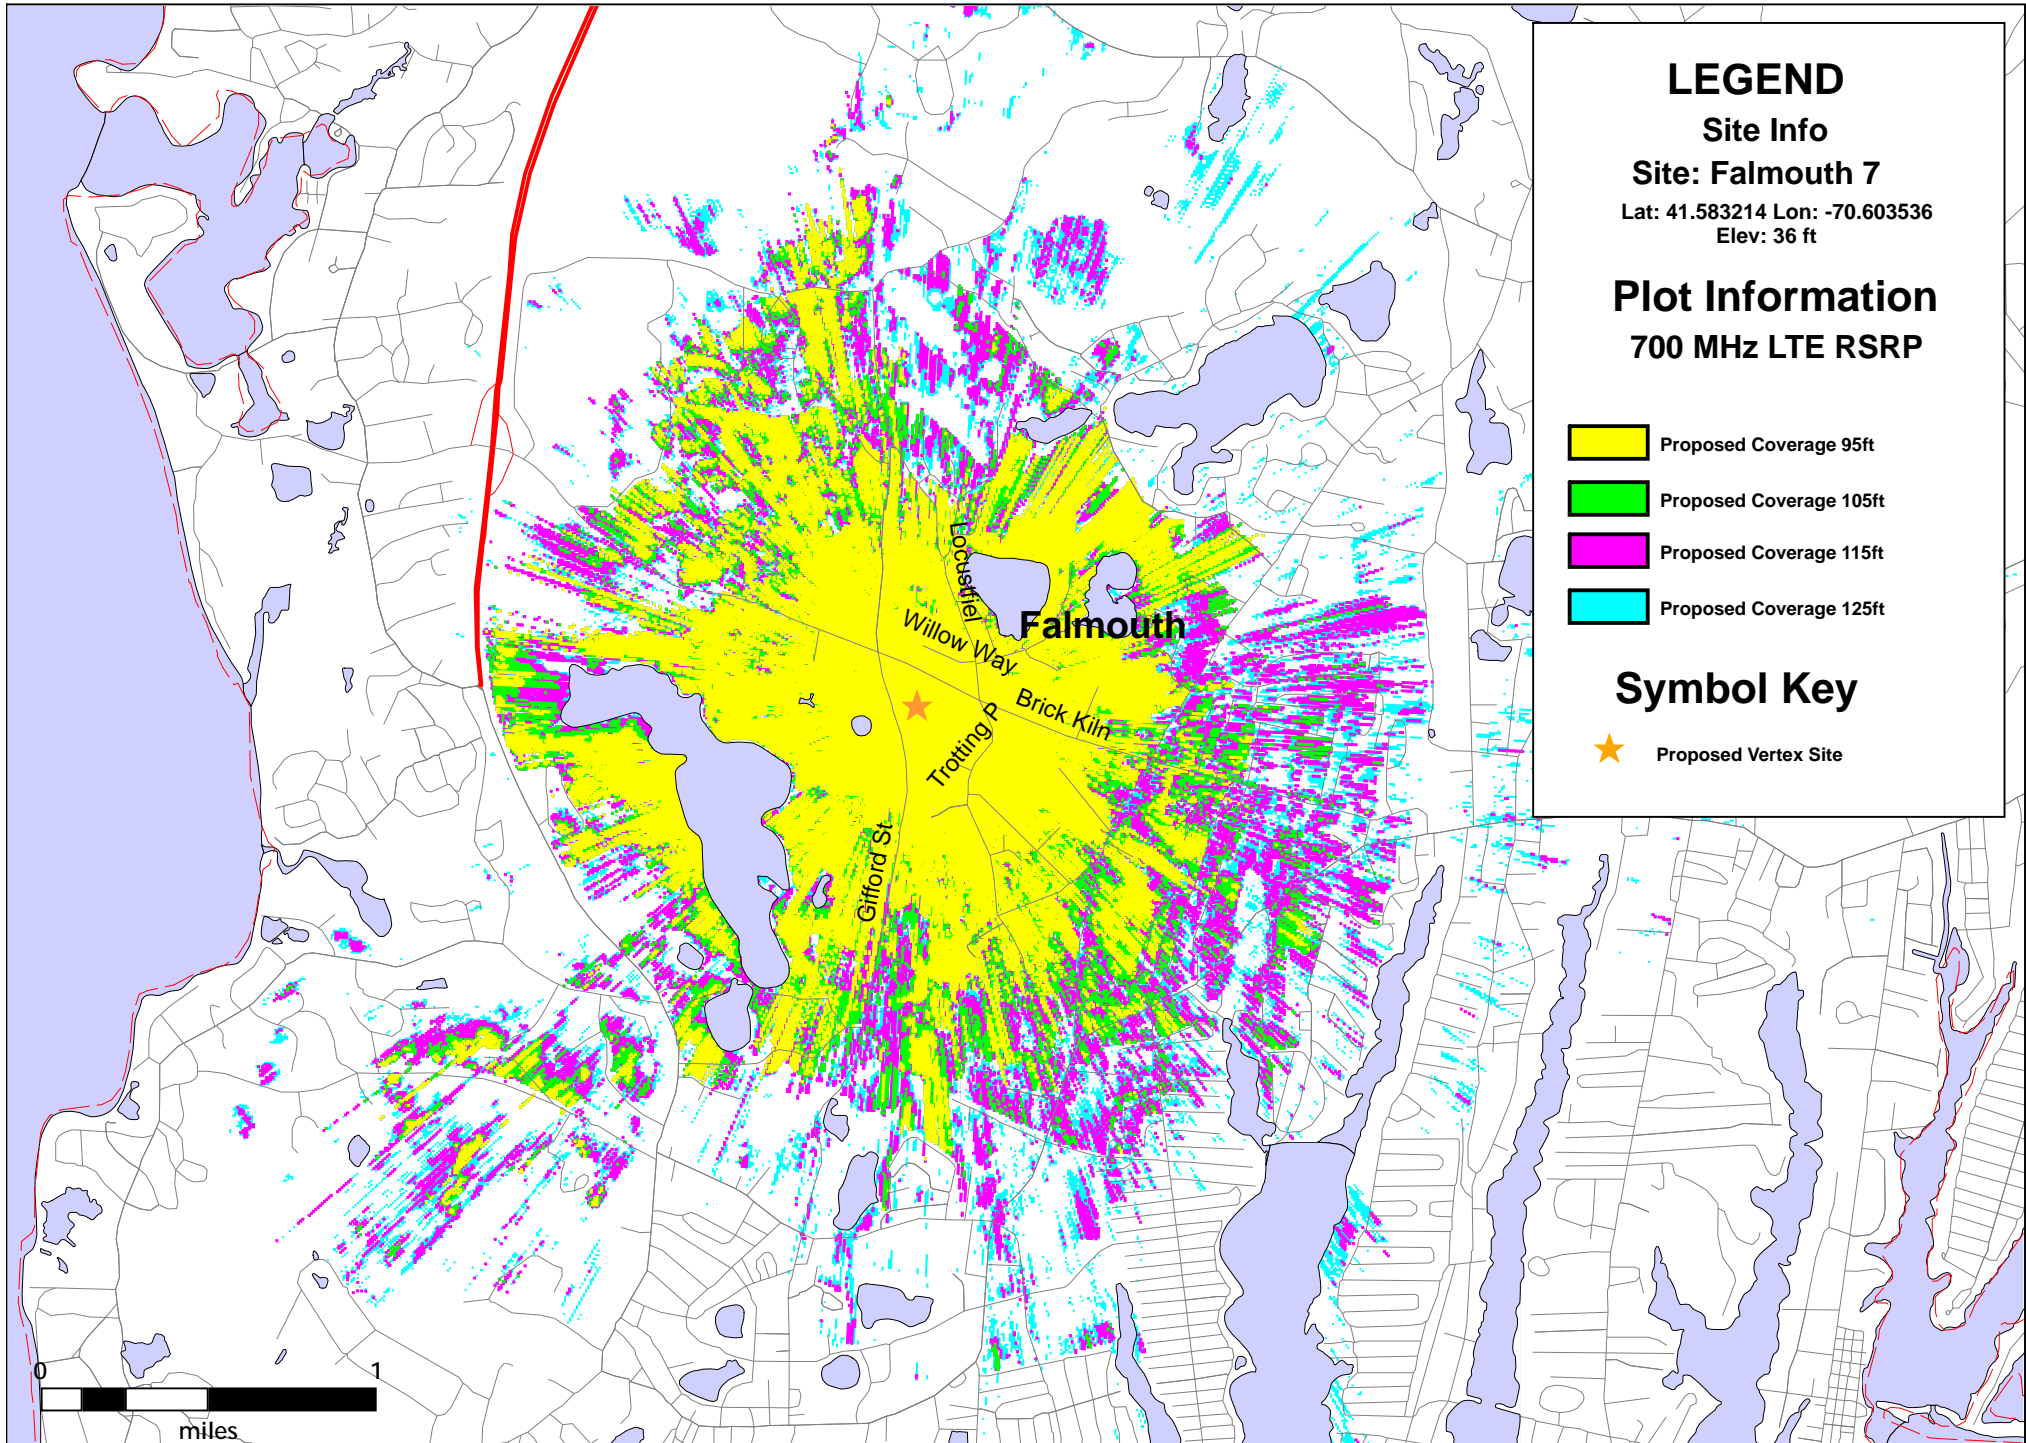 LEGEND
Site Info
Site: Falmouth 7
Lat: 41.583214 Lon: -70.603536
Elev: 36 ft
Plot Information
700 MHz LTE RSRP
Proposed Coverage 95ft
Proposed Coverage 105ft
Proposed Coverage 115ft
Proposed Coverage 125ft
Symbol Key
Proposed Vertex Site
Locustfiel
Falmouth
Willow Way
Brick Kiln
Trotting P
Gifford St
0 1
miles